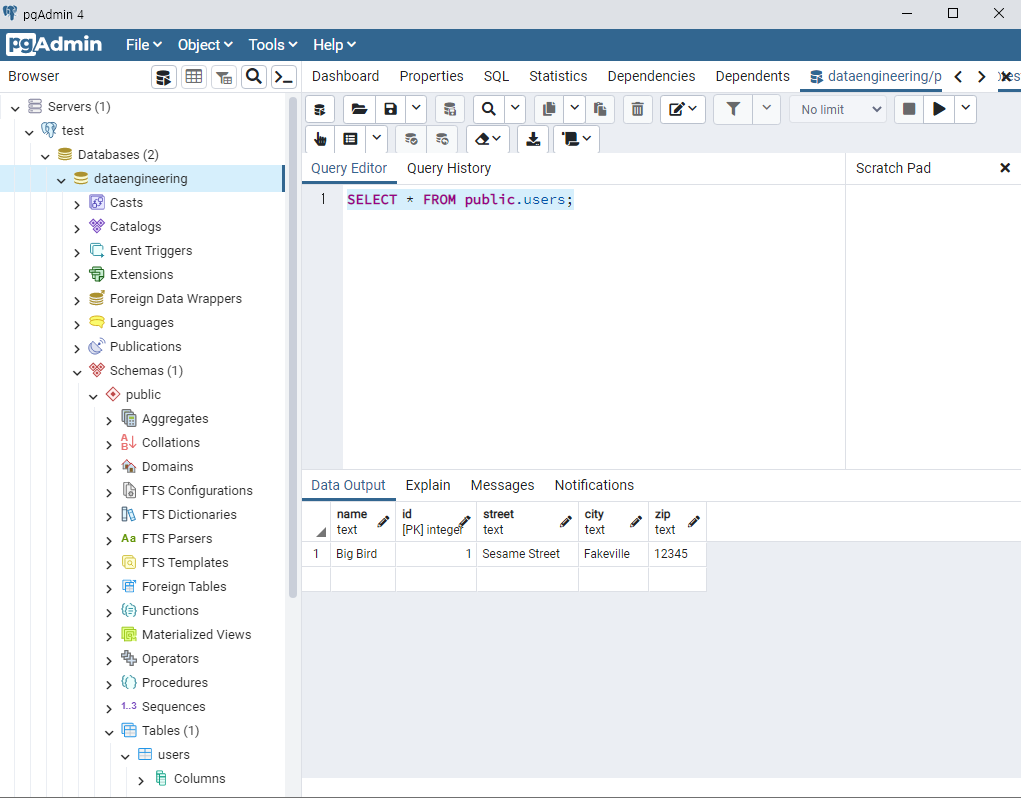 pgAdmin 4
pgAdmin File Object Tools Help
Browser
Dashboard Properties SQL Statistics Dependencies Dependents dataengineering/p
No limit
Servers (1)
test
Databases (2)
dataengineering
Casts
Catalogs
Event Triggers
Extensions
Foreign Data Wrappers
Languages
Publications
Schemas (1)
public
Aggregates
Collations
Domains
FTS Configurations
FTS Dictionaries
Aa FTS Parsers
FTS Templates
Foreign Tables
Functions
Materialized Views
Operators
Procedures
1..3 Sequences
Tables (1)
users
Columns
Query Editor Query History
Scratch Pad
1 SELECT * FROM public.users;
Data Output Explain Messages Notifications
name id street city zip
text [PK] integer text text text
1 Big Bird 1 Sesame Street Fakeville 12345